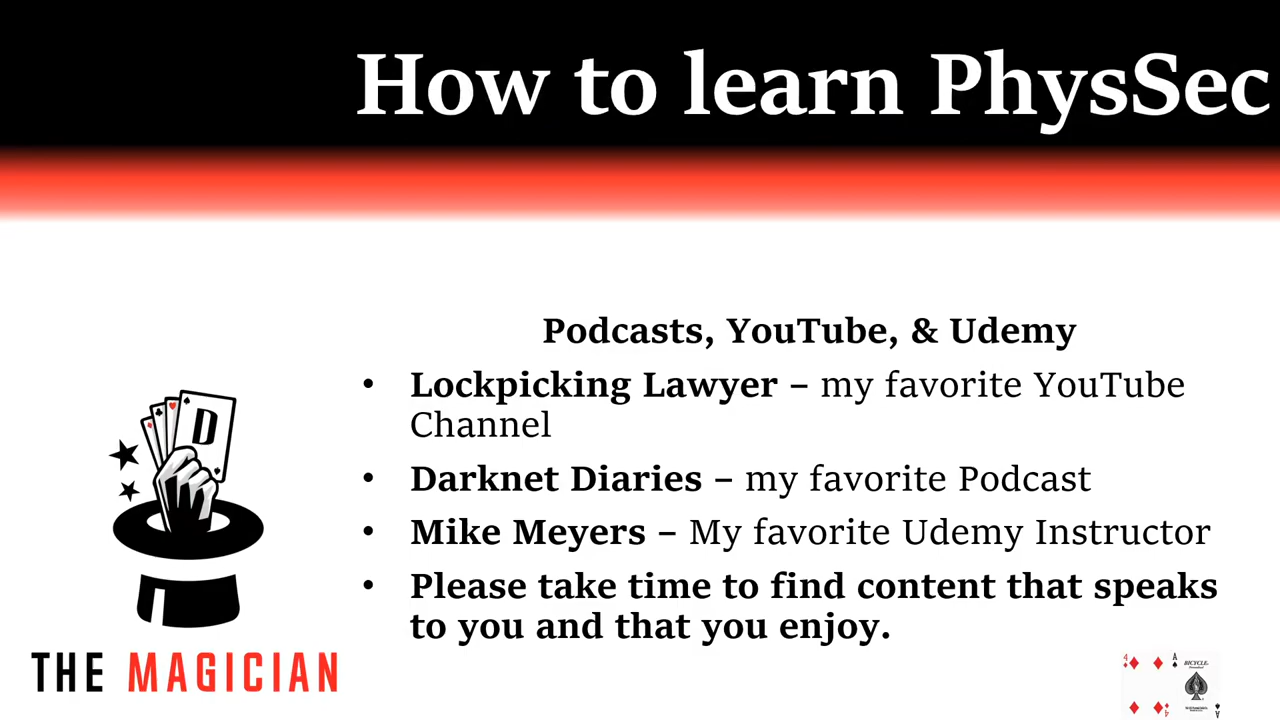 How to learn PhysSec
Podcasts, YouTube, & Udemy
• Lockpicking Lawyer – my favorite YouTube
Channel
• Darknet Diaries – my favorite Podcast
• Mike Meyers – My favorite Udemy Instructor
• Please take time to find content that speaks
to you and that you enjoy.
D
THE MAGICIAN
4
A
BICYCLE
4
A